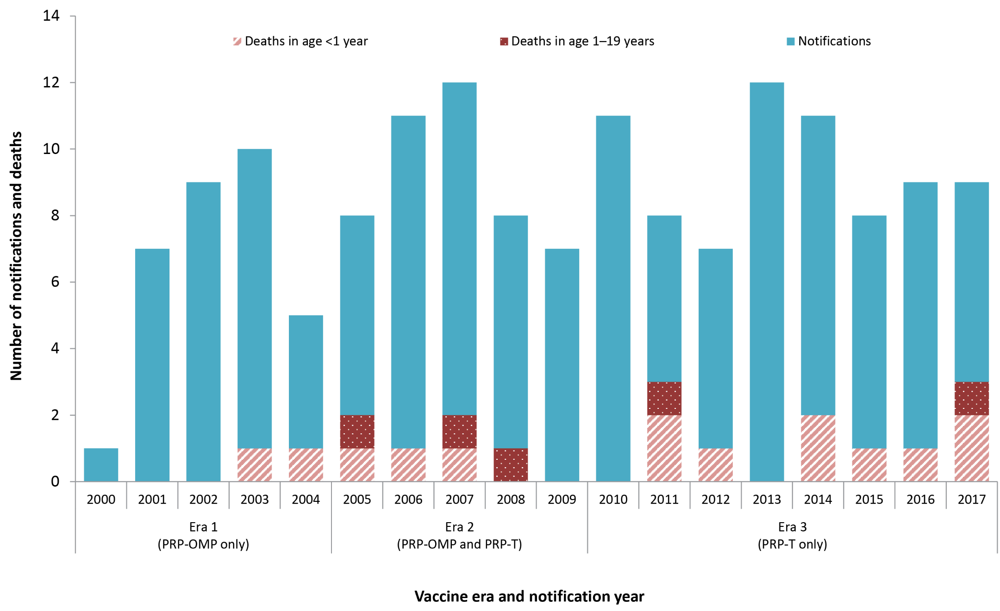 14
Deaths in age <1 year
Deaths in age 1–19 years
Notifications
12
10
8
6
4
2
0
Number of notifications and deaths
2000 2001 2002 2003 2004 2005 2006 2007 2008 2009 2010 2011 2012 2013 2014 2015 2016 2017
Era 1
(PRP-OMP only)
Era 2
(PRP-OMP and PRP-T)
Era 3
(PRP-T only)
Vaccine era and notification year